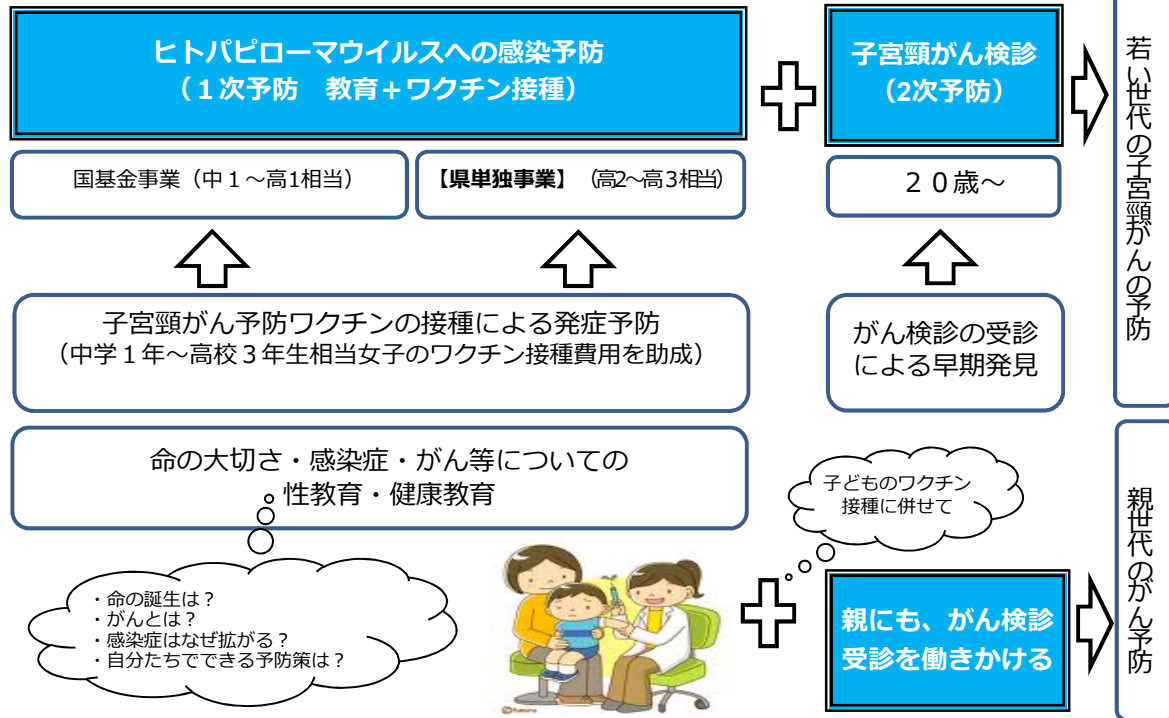 ヒトパピローマウイルスへの感染予防
（１次予防　教育＋ワクチン接種）
子宮頸がん検診
（2次予防）
若い世代の子宮頸がんの予防
国基金事業（中１～高1相当）
【県単独事業】（高2～高３相当）
２０歳～
子宮頸がん予防ワクチンの接種による発症予防
（中学１年～高校３年生相当女子のワクチン接種費用を助成）
がん検診の受診
による早期発見
命の大切さ・感染症・がん等についての
性教育・健康教育
子どものワクチン
接種に併せて
・命の誕生は？
・がんとは？
・感染症はなぜ拡がる？
・自分たちでできる予防策は？
親にも、がん検診
受診を働きかける
親世代のがん予防